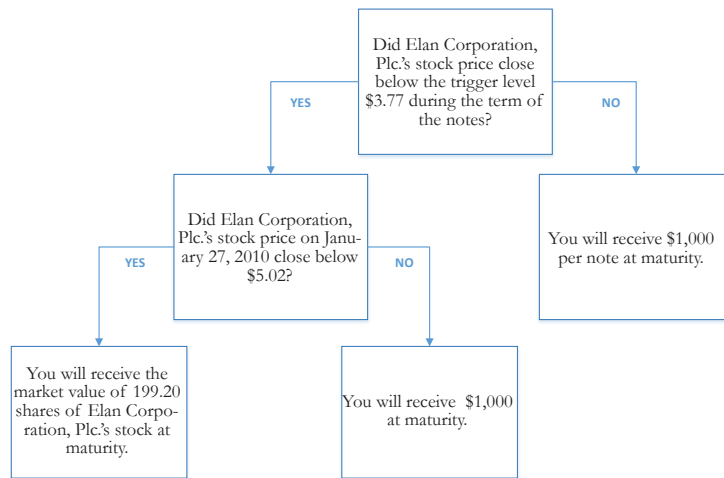 Did Elan Corporation,
Plc.'s stock price close
below the trigger level
$3.77 during the term of
the notes?
YES
NO
Did Elan Corporation,
Plc.'s stock price on Janu-
ary 27, 2010 close below
$5.02?
You will receive $1,000
per note at maturity.
YES
NO
You will receive the
market value of 199.20
shares of Elan Corpo-
ration, Plc.'s stock at
maturity.
You will receive $1,000
at maturity.